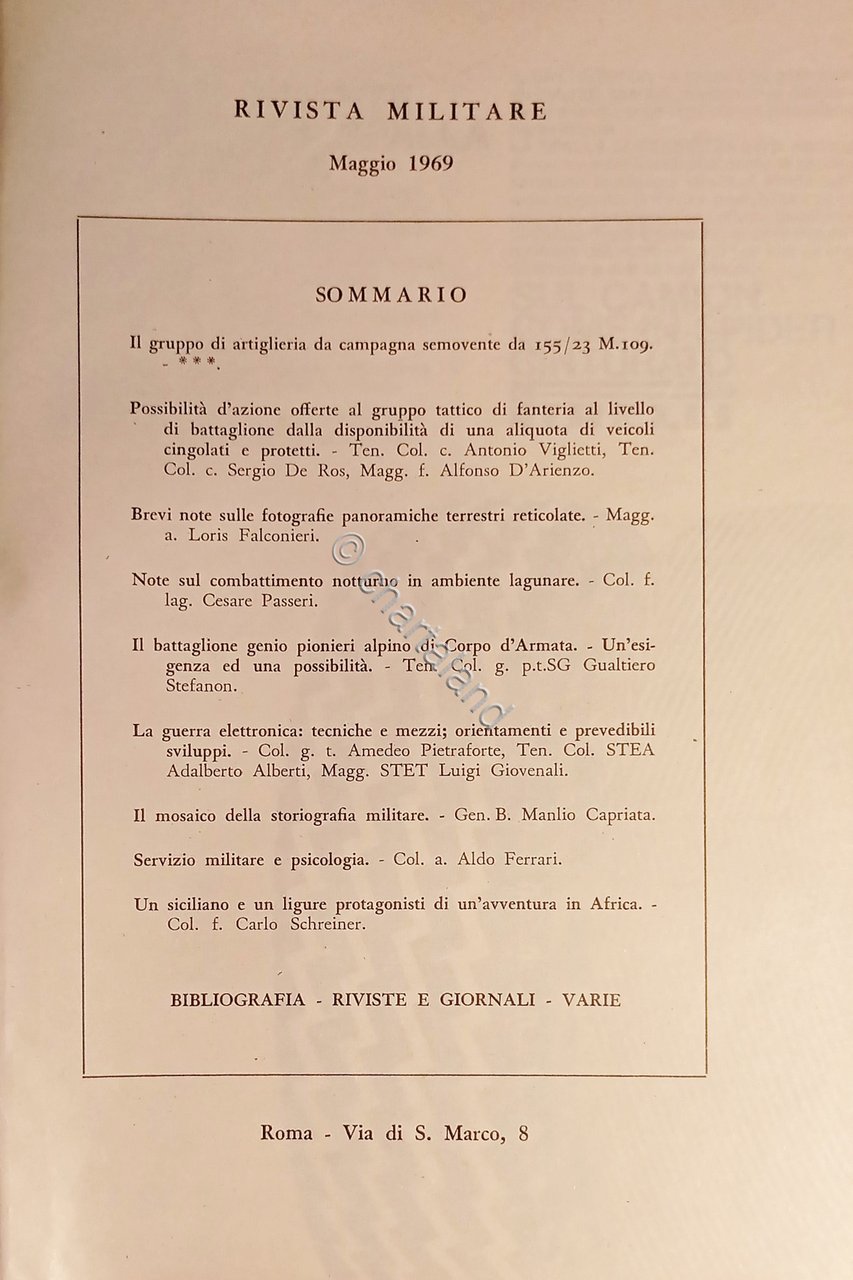 RIVISTA MILITARE
Maggio 1969
SOMMARIO
Il gruppo di artiglieria da campagna semovente da 155/23 M.109.
- * * *.
Possibilità d'azione offerte al gruppo tattico di fanteria al livello
di battaglione dalla disponibilità di una aliquota di veicoli
cingolati e protetti. - Ten. Col. c. Antonio Viglietti, Ten.
Col. c. Sergio De Ros, Magg. f. Alfonso D'Arienzo.
Brevi note sulle fotografie panoramiche terrestri reticolate. - Magg.
a. Loris Falconieri.
Note sul combattimento notturno in ambiente lagunare. - Col. f.
lag. Cesare Passeri.
Il battaglione genio pionieri alpino di Corpo d'Armata. - Un'esi-
genza ed una possibilità. - Ten. Col. g. p.t.SG Gualtiero
Stefanon.
La guerra elettronica: tecniche e mezzi; orientamenti e prevedibili
sviluppi. - Col. g. t. Amedeo Pietraforte, Ten. Col. STEA
Adalberto Alberti, Magg. STET Luigi Giovenali.
Il mosaico della storiografia militare. - Gen. B. Manlio Capriata.
Servizio militare e psicologia. - Col. a. Aldo Ferrari.
Un siciliano e un ligure protagonisti di un'avventura in Africa. -
Col. f. Carlo Schreiner.
BIBLIOGRAFIA - RIVISTE E GIORNALI - VARIE
Roma - Via di S. Marco, 8
© chartaland